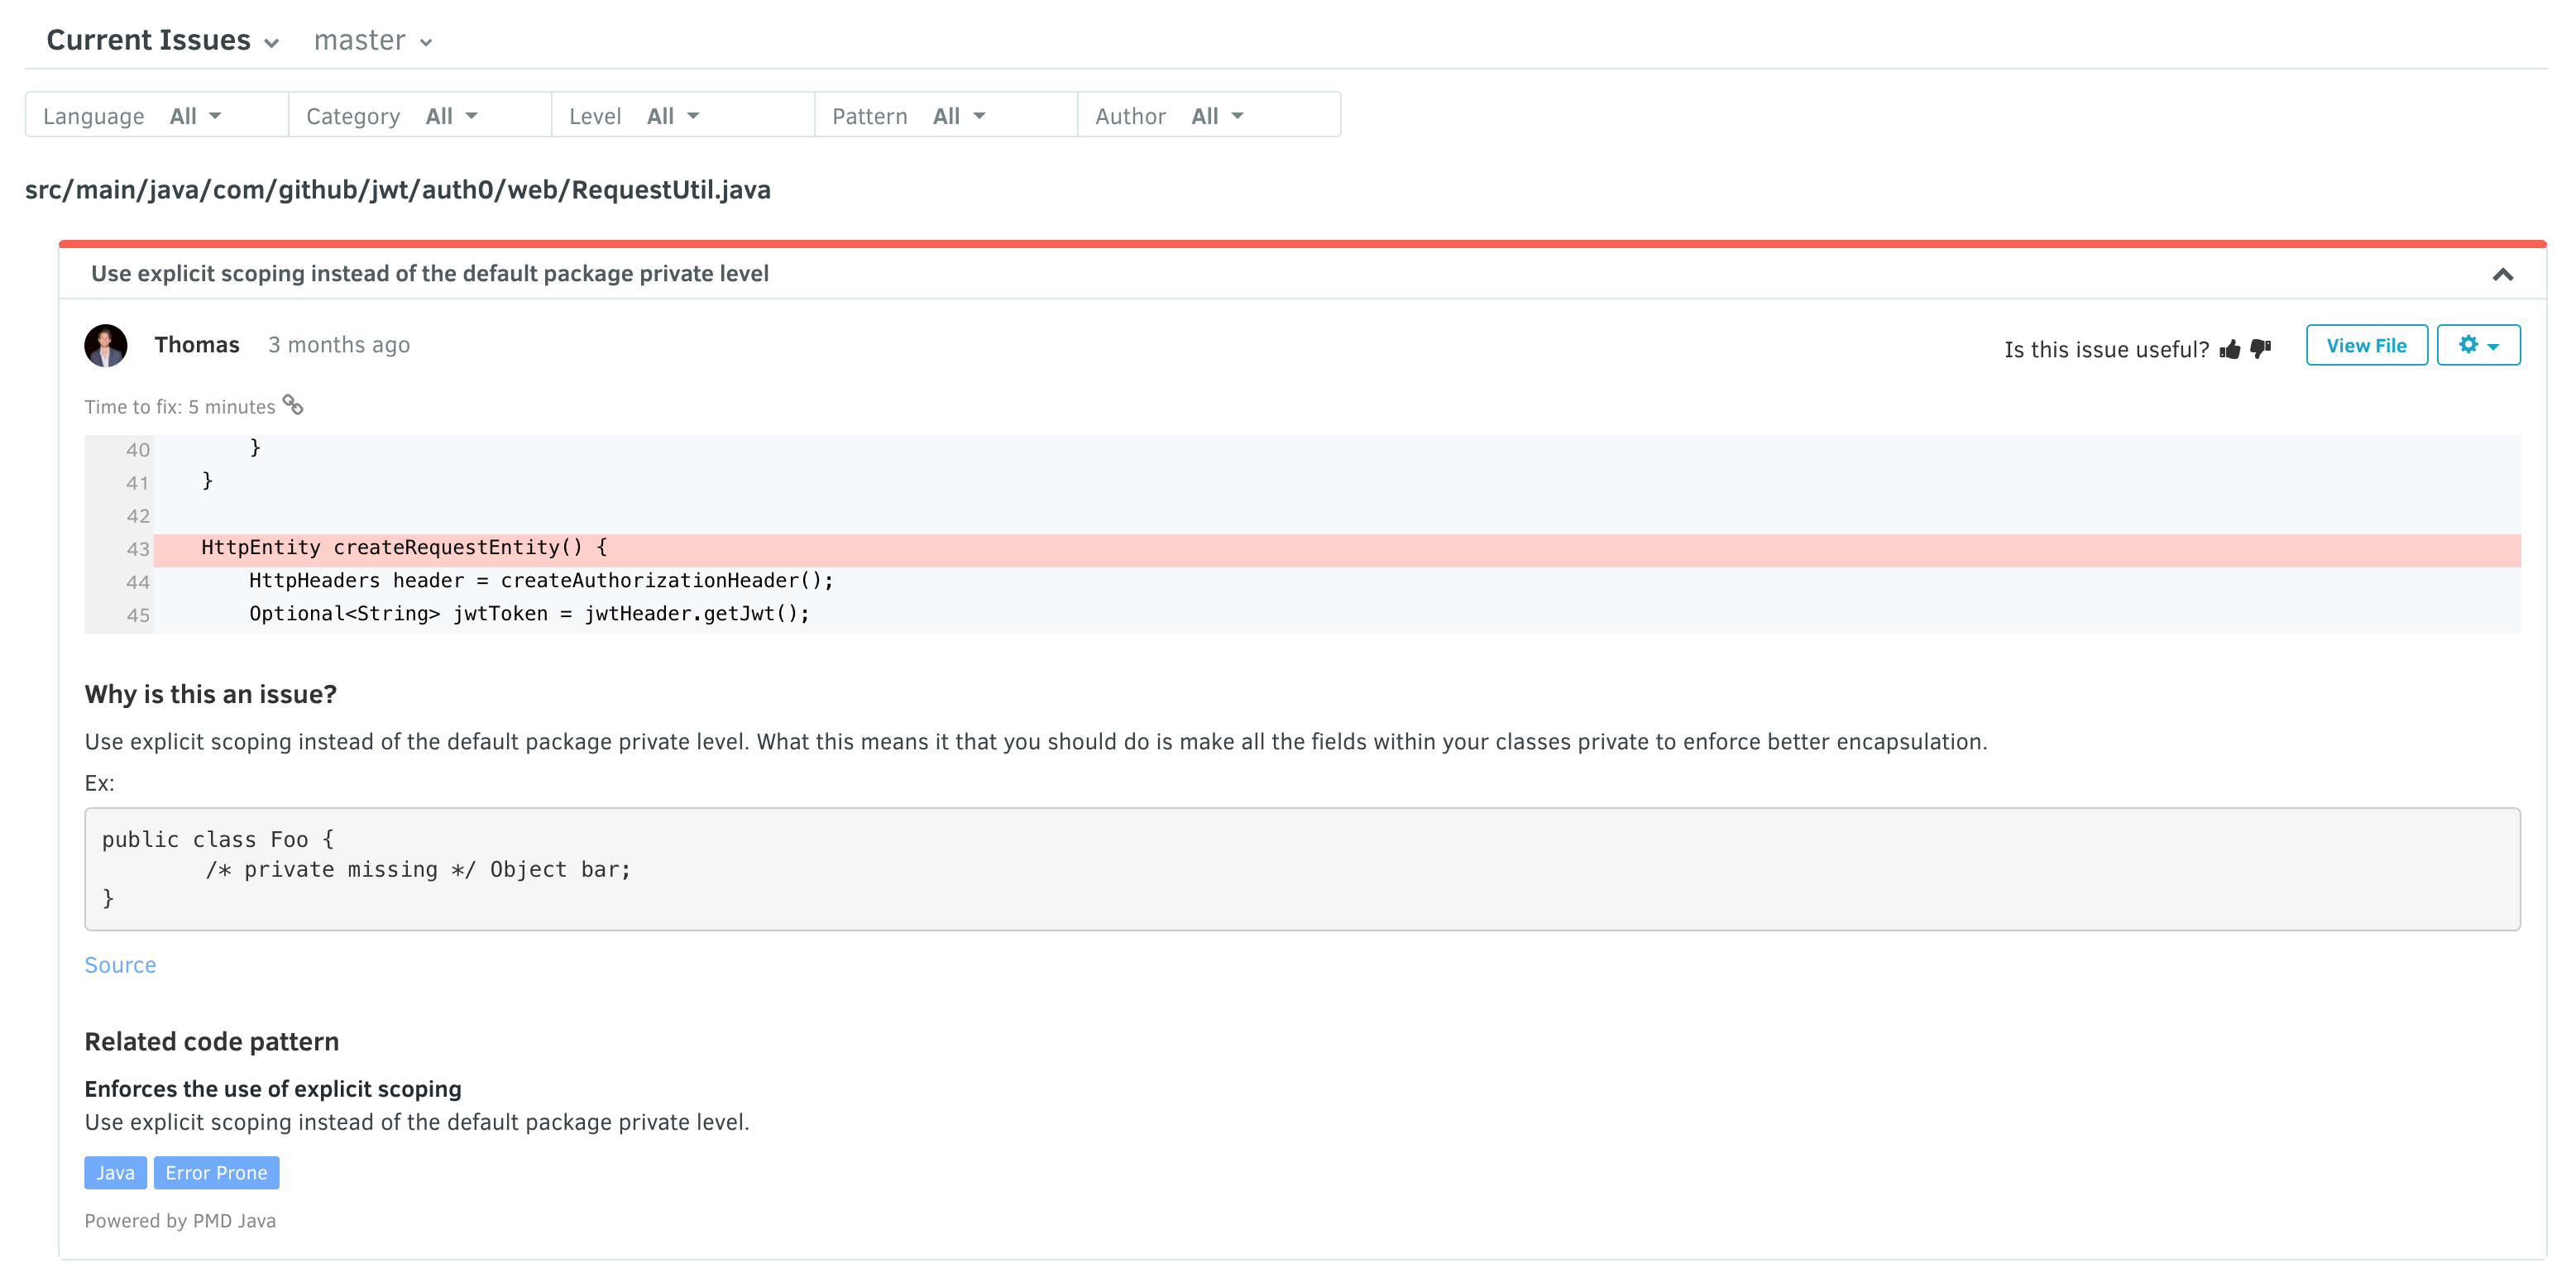 Current Issues master
Language All Category All Level All Pattern All Author All
src/main/java/com/github/jwt/auth0/web/RequestUtil.java
Use explicit scoping instead of the default package private level
Thomas 3 months ago Is this issue useful? View File
Time to fix: 5 minutes
40 }
41 }
42
43 HttpEntity createRequestEntity() {
44 HttpHeaders header = createAuthorizationHeader();
45 Optional<String> jwtToken = jwtHeader.getJwt();
Why is this an issue?
Use explicit scoping instead of the default package private level. What this means it that you should do is make all the fields within your classes private to enforce better encapsulation.
Ex:
public class Foo {
/* private missing */ Object bar;
}
Source
Related code pattern
Enforces the use of explicit scoping
Use explicit scoping instead of the default package private level.
Java Error Prone
Powered by PMD Java